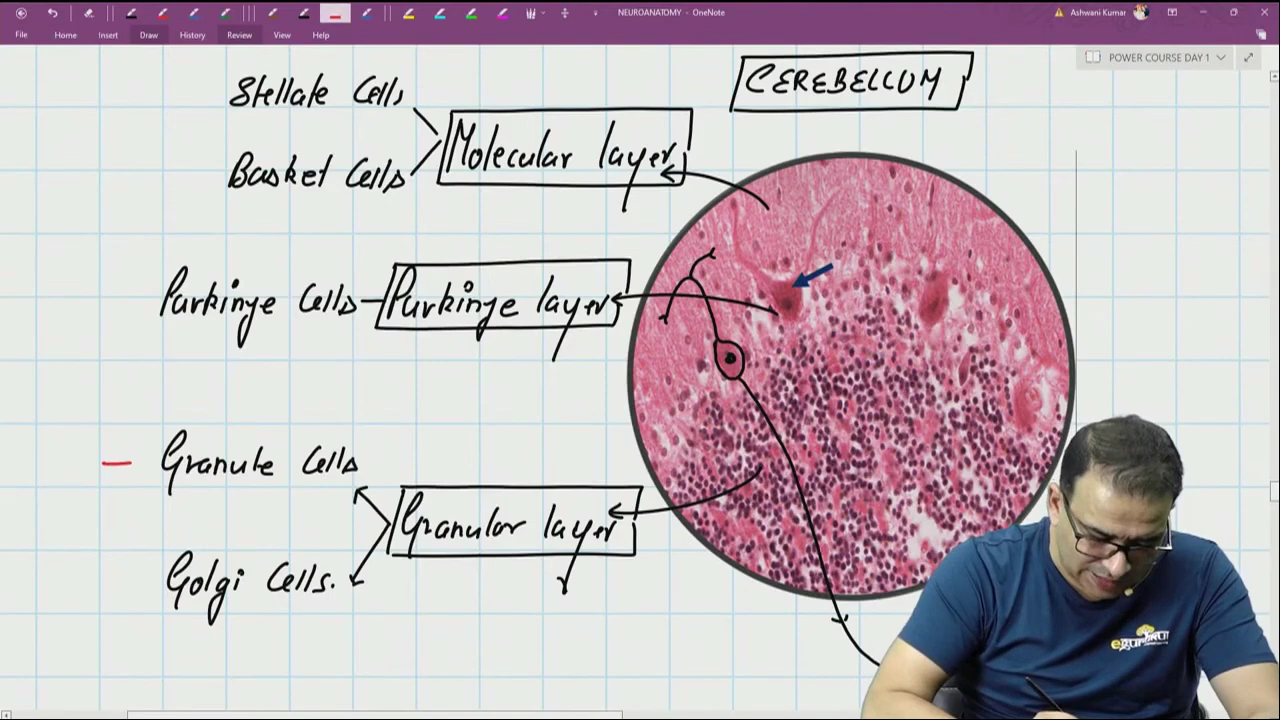 NEUROANATOMY - OneNote
Ashwani Kumar
File Home Insert Draw History Review View Help
POWER COURSE DAY 1
CEREBELLUM
Stellate Cells
Basket Cells
Molecular layer
Purkinje Cells
Purkinje layer
Granule Cells
Granular layer
Golgi Cells.